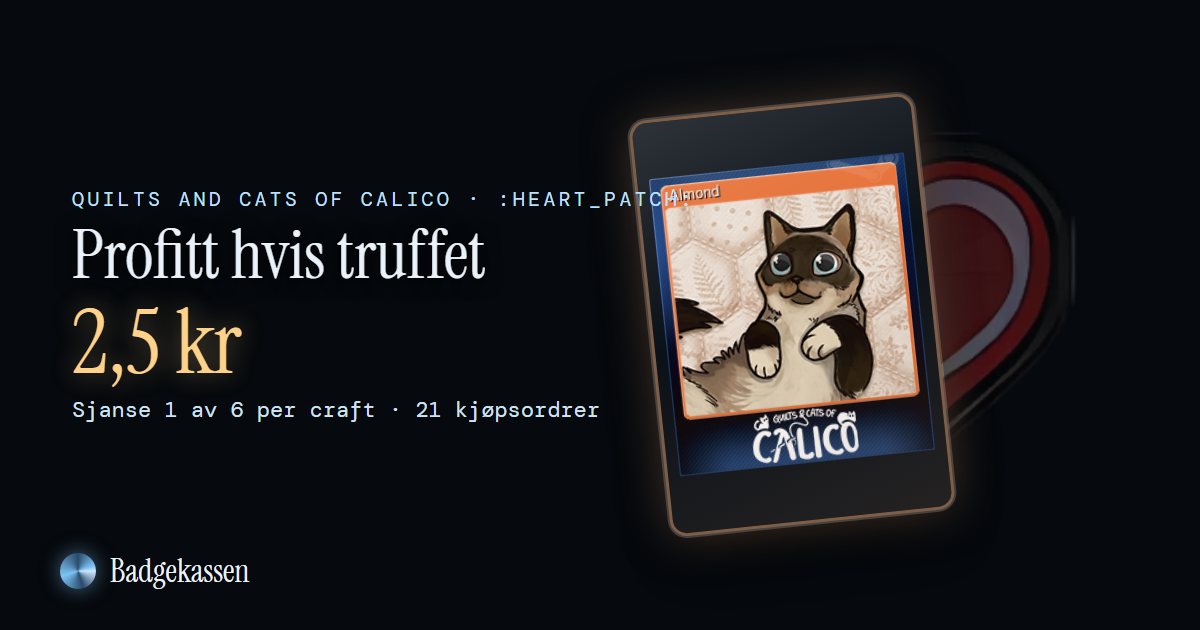 QUILTS AND CATS OF CALICO · :HEART_PATCH:
Profitt hvis truffet
2,5 kr
Sjanse 1 av 6 per craft · 21 kjøpsordrer
Almond
QUILTS & CATS OF
CALICO
Badgekassen